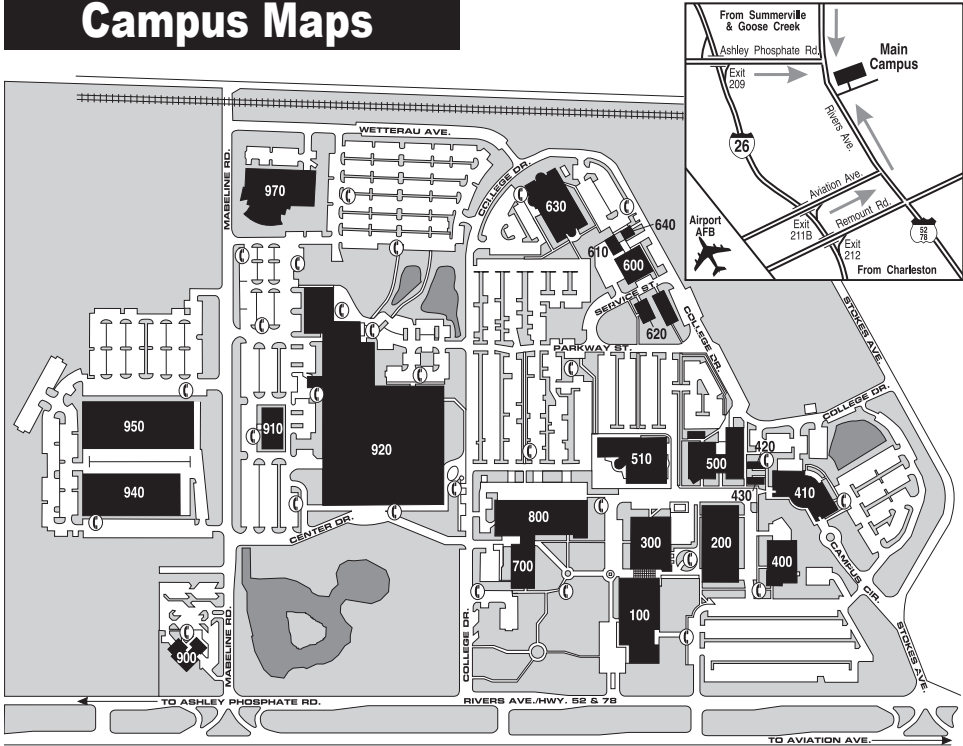 Campus Maps
From Summerville
& Goose Creek
Ashley Phosphate Rd.
Exit
209
Main
Campus
26
Rivers Ave.
Aviation Ave.
Remount Rd.
Airport
AFB
Exit
211B
Exit
212
52
78
From Charleston
WETTERAU AVE.
MABELINE RD.
COLLEGE DR.
970
630
640
610
600
SERVICE ST.
620
COLLEGE DR.
PARKWAY ST.
STOKES AVE.
COLLEGE DR.
950
910
920
510
500
420
940
430
410
CENTER DR.
800
300
200
700
400
CAMPUS CIR.
100
900
MABELINE RD.
COLLEGE DR.
STOKES AVE.
TO ASHLEY PHOSPHATE RD.
RIVERS AVE./HWY. 52 & 78
TO AVIATION AVE.